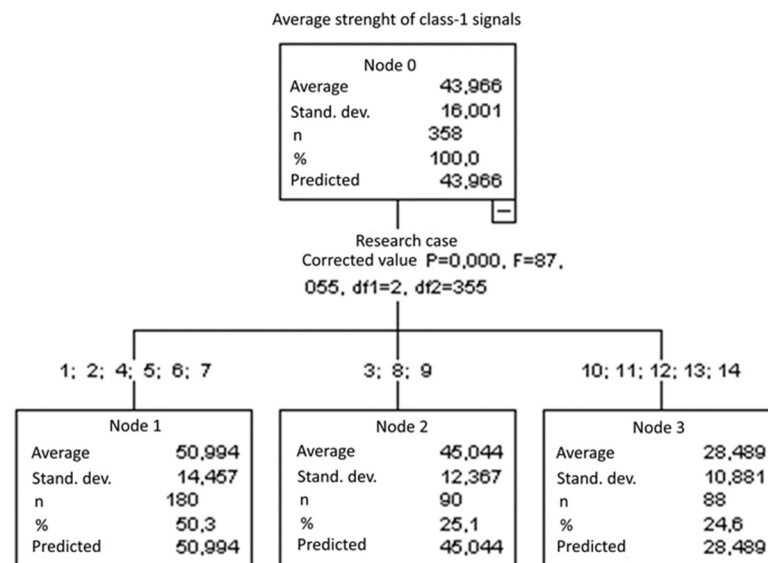 Average strenght of class-1 signals
Node 0
Average 43,966
Stand. dev. 16,001
n 358
% 100,0
Predicted 43,966
Research case
Corrected value P=0,000, F=87,
055, df1=2, df2=355
1; 2; 4; 5; 6; 7
3; 8; 9
10; 11; 12; 13; 14
Node 1
Average 50,994
Stand. dev. 14,457
n 180
% 50,3
Predicted 50,994
Node 2
Average 45,044
Stand. dev. 12,367
n 90
% 25,1
Predicted 45,044
Node 3
Average 28,489
Stand. dev. 10,881
n 88
% 24,6
Predicted 28,489